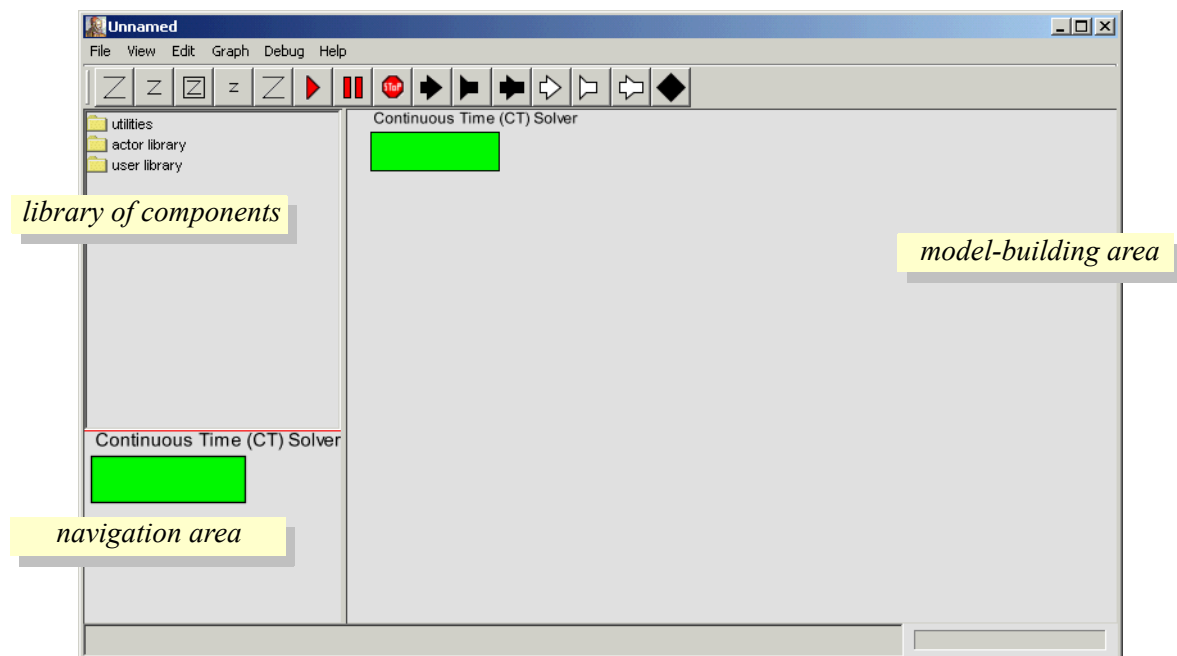 Unnamed
File View Edit Graph Debug Help
Z Z Z Z Z STOP
utilities
actor library
user library
Continuous Time (CT) Solver
library of components
model-building area
Continuous Time (CT) Solver
navigation area